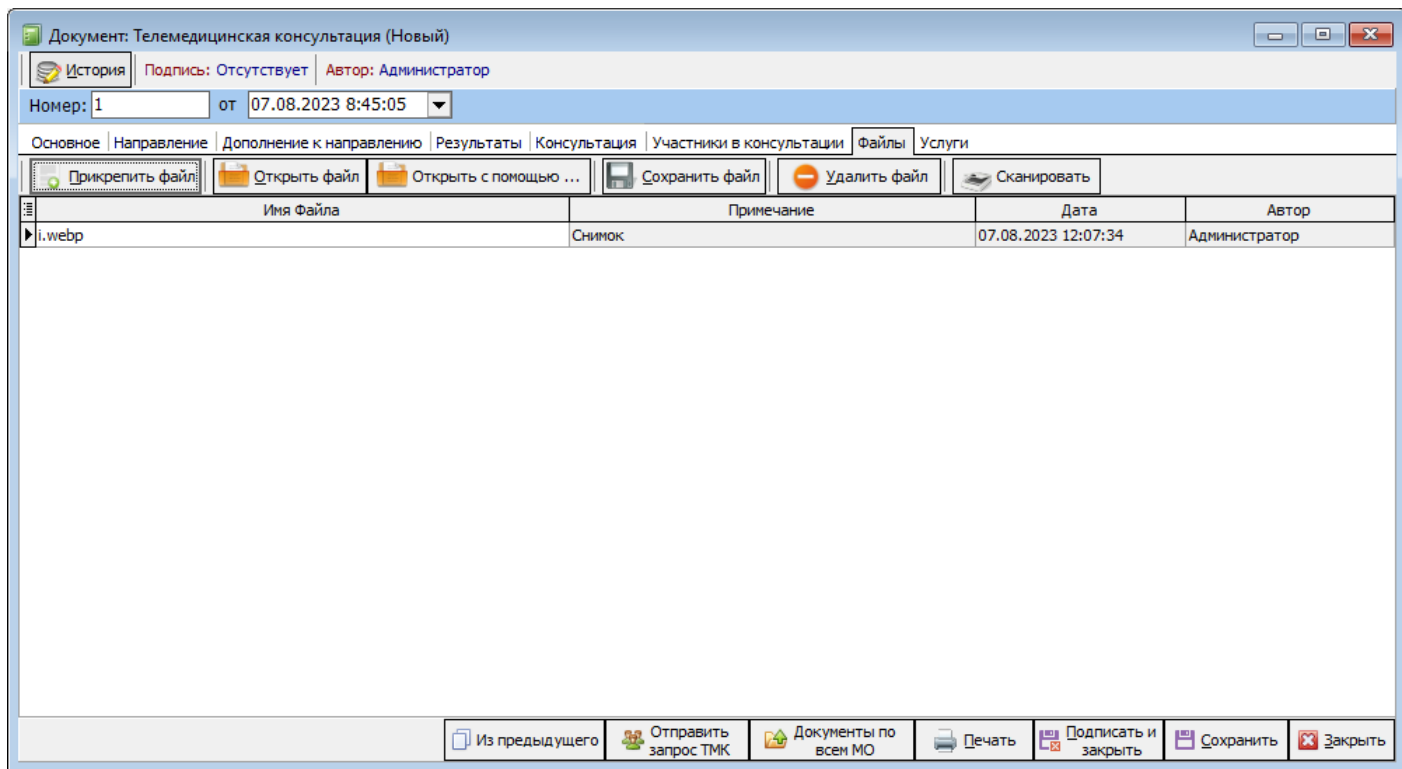 Документ: Телемедицинская консультация (Новый)
История Подпись: Отсутствует Автор: Администратор
Номер: 1 от 07.08.2023 8:45:05
Основное Направление Дополнение к направлению Результаты Консультация Участники в консультации Файлы Услуги
Прикрепить файл Открыть файл Открыть с помощью ... Сохранить файл Удалить файл Сканировать
Имя Файла Примечание Дата Автор
i.webp Снимок 07.08.2023 12:07:34 Администратор
Из предыдущего Отправить запрос ТМК Документы по всем МО Печать Подписать и закрыть Сохранить Закрыть